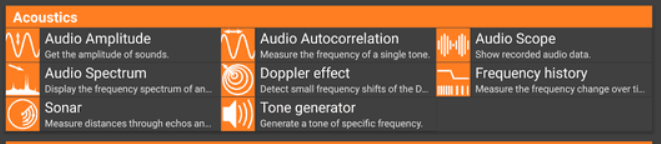 Acoustics
Audio Amplitude
Get the amplitude of sounds.
Audio Autocorrelation
Measure the frequency of a single tone.
Audio Scope
Show recorded audio data.
Audio Spectrum
Display the frequency spectrum of an...
Doppler effect
Detect small frequency shifts of the D...
Frequency history
Measure the frequency change over ti...
Sonar
Measure distances through echos an...
Tone generator
Generate a tone of specific frequency.